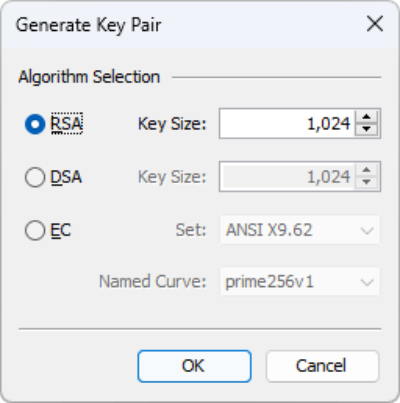 Generate Key Pair
Algorithm Selection
RSA Key Size: 1,024
DSA Key Size: 1,024
EC Set: ANSI X9.62
Named Curve: prime256v1
OK Cancel